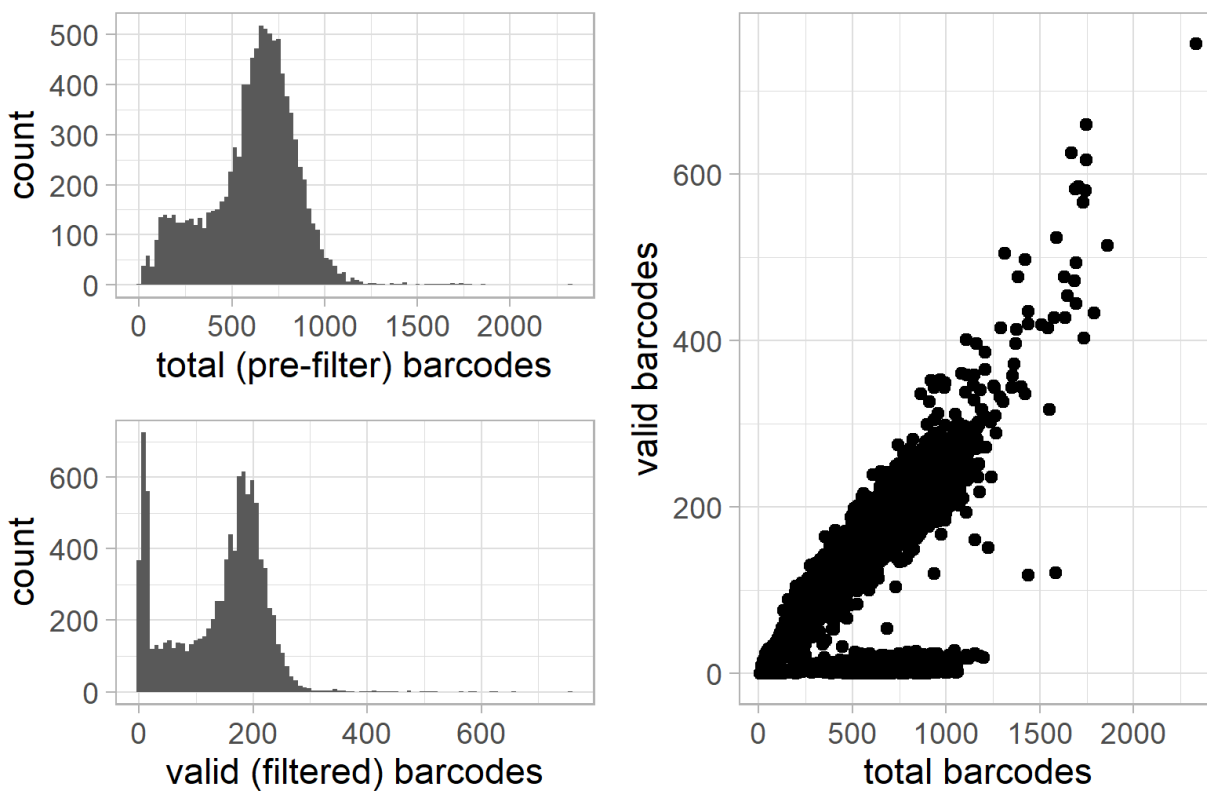 500
400
300
200
100
0
count
0 500 1000 1500 2000
total (pre-filter) barcodes
600
400
200
0
count
0 200 400 600
valid (filtered) barcodes
600
400
200
0
valid barcodes
0 500 1000 1500 2000
total barcodes